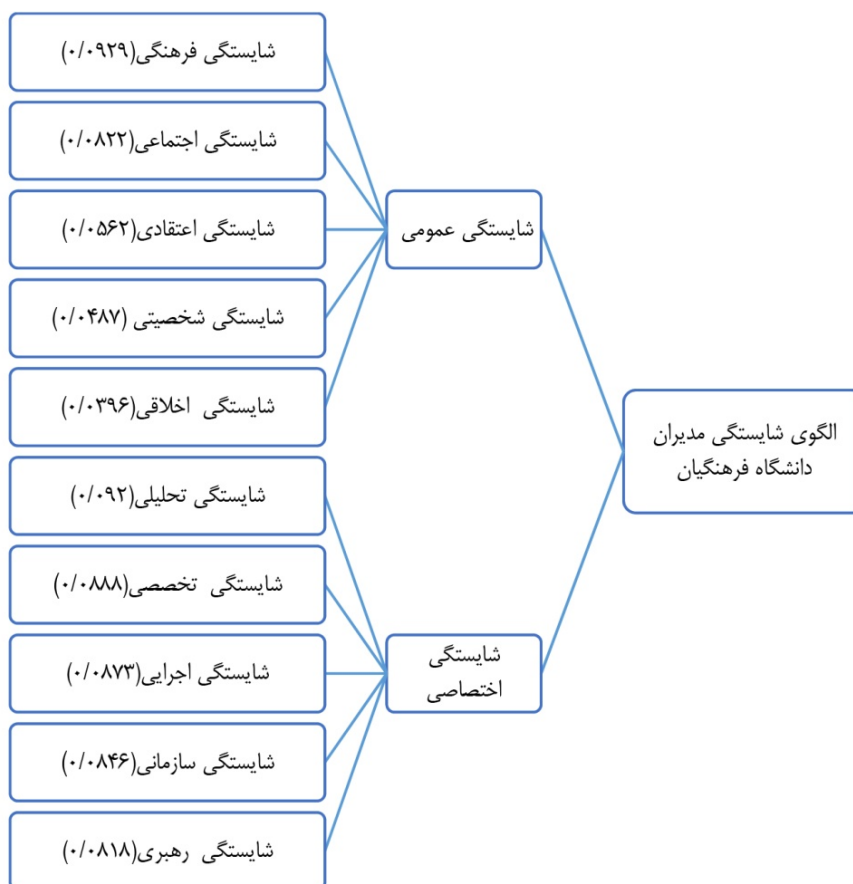 الگوی شایستگی مدیران
دانشگاه فرهنگیان
شایستگی عمومی
شایستگی فرهنگی(۰/۰۹۲۹)
شایستگی اجتماعی(۰/۰۸۲۲)
شایستگی اعتقادی(۰/۰۵۶۲)
شایستگی شخصیتی (۰/۰۴۸۷)
شایستگی اخلاقی(۰/۰۳۹۶)
شایستگی
اختصاصی
شایستگی تحلیلی(۰/۰۹۲)
شایستگی تخصصی(۰/۰۸۸۸)
شایستگی اجرایی(۰/۰۸۷۳)
شایستگی سازمانی(۰/۰۸۴۶)
شایستگی رهبری(۰/۰۸۱۸)